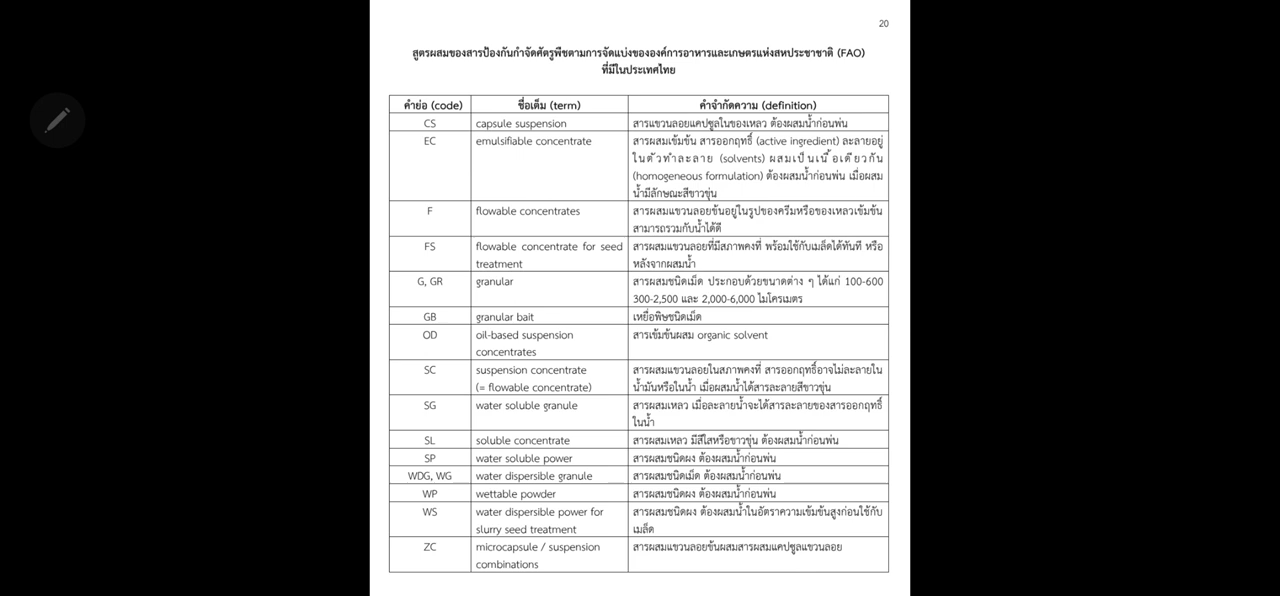 20
สูตรผสมของสารป้องกันกำจัดศัตรูพืชตามการจัดแบ่งขององค์การอาหารและเกษตรแห่งสหประชาชาติ (FAO)
ที่มีในประเทศไทย
คำย่อ (code) ชื่อเต็ม (term) คำจำกัดความ (definition)
CS capsule suspension สารแขวนลอยแคปซูลในของเหลว ต้องผสมน้ำก่อนพ่น
EC emulsifiable concentrate สารผสมเข้มข้น สารออกฤทธิ์ (active ingredient) ละลายอยู่
ในตัวทำละลาย (solvents) ผสมเป็นเนื้อเดียวกัน
(homogeneous formulation) ต้องผสมน้ำก่อนพ่น เมื่อผสม
น้ำมีลักษณะสีขาวขุ่น
F flowable concentrates สารผสมแขวนลอยข้นอยู่ในรูปของครีมหรือของเหลวเข้มข้น
สามารถรวมกับน้ำได้ดี
FS flowable concentrate for seed สารผสมแขวนลอยที่มีสภาพคงที่ พร้อมใช้กับเมล็ดได้ทันที หรือ
treatment หลังจากผสมน้ำ
G, GR granular สารผสมชนิดเม็ด ประกอบด้วยขนาดต่าง ๆ ได้แก่ 100-600
300-2,500 และ 2,000-6,000 ไมโครเมตร
GB granular bait เหยื่อพิษชนิดเม็ด
OD oil-based suspension สารเข้มข้นผสม organic solvent
concentrates
SC suspension concentrate สารผสมแขวนลอยในสภาพคงที่ สารออกฤทธิ์อาจไม่ละลายใน
(= flowable concentrate) น้ำมันหรือในน้ำ เมื่อผสมน้ำได้สารละลายสีขาวขุ่น
SG water soluble granule สารผสมเหลว เมื่อละลายน้ำจะได้สารละลายของสารออกฤทธิ์
ในน้ำ
SL soluble concentrate สารผสมเหลว มีสีใสหรือขาวขุ่น ต้องผสมน้ำก่อนพ่น
SP water soluble power สารผสมชนิดผง ต้องผสมน้ำก่อนพ่น
WDG, WG water dispersible granule สารผสมชนิดเม็ด ต้องผสมน้ำก่อนพ่น
WP wettable powder สารผสมชนิดผง ต้องผสมน้ำก่อนพ่น
WS water dispersible power for สารผสมชนิดผง ต้องผสมน้ำในอัตราความเข้มข้นสูงก่อนใช้กับ
slurry seed treatment เมล็ด
ZC microcapsule / suspension สารผสมแขวนลอยข้นผสมสารผสมแคปซูลแขวนลอย
combinations